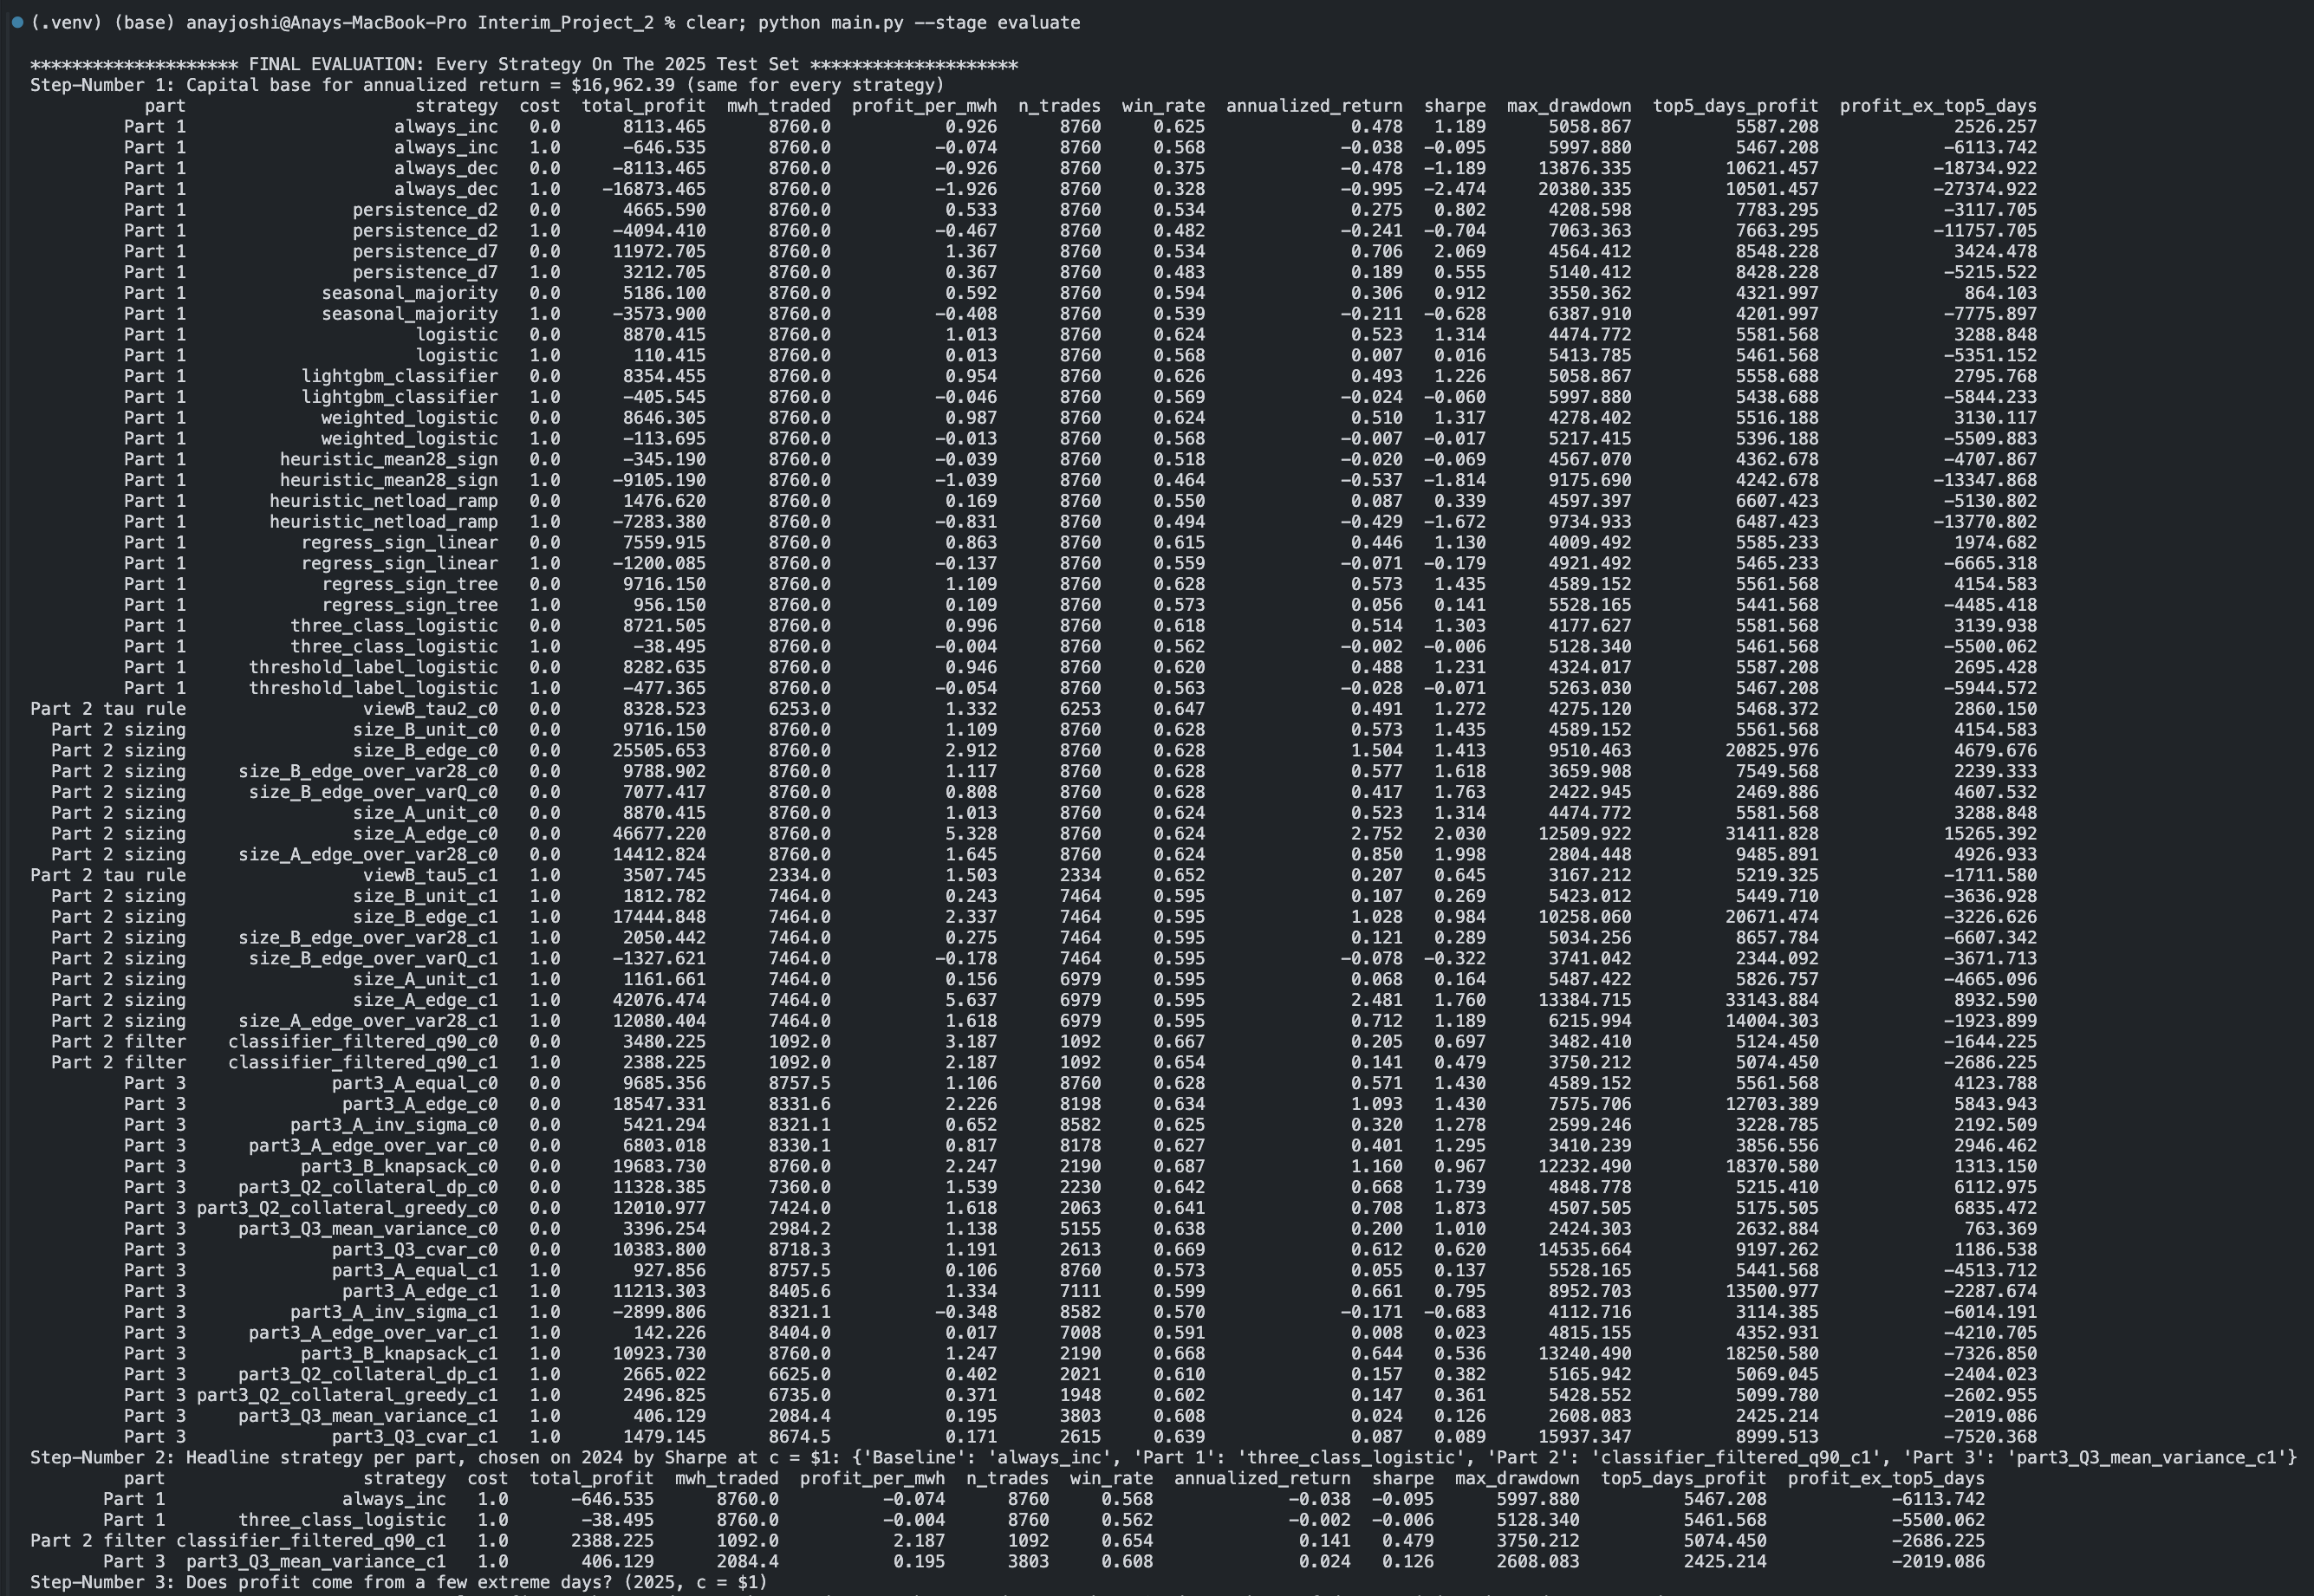 (.venv) (base) anayjoshi@Anays-MacBook-Pro Interim_Project_2 % clear; python main.py --stage evaluate
******************** FINAL EVALUATION: Every Strategy On The 2025 Test Set ********************
Step-Number 1: Capital base for annualized return = $16,962.39 (same for every strategy)
part strategy cost total_profit mwh_traded profit_per_mwh n_trades win_rate annualized_return sharpe max_drawdown top5_days_profit profit_ex_top5_days
Part 1 always_inc 0.0 8113.465 8760.0 0.926 8760 0.625 0.478 1.189 5058.867 5587.208 2526.257
Part 1 always_inc 1.0 -646.535 8760.0 -0.074 8760 0.568 -0.038 -0.095 5997.880 5467.208 -6113.742
Part 1 always_dec 0.0 -8113.465 8760.0 -0.926 8760 0.375 -0.478 -1.189 13876.335 10621.457 -18734.922
Part 1 always_dec 1.0 -16873.465 8760.0 -1.926 8760 0.328 -0.995 -2.474 20380.335 10501.457 -27374.922
Part 1 persistence_d2 0.0 4665.590 8760.0 0.533 8760 0.534 0.275 0.802 4208.598 7783.295 -3117.705
Part 1 persistence_d2 1.0 -4094.410 8760.0 -0.467 8760 0.482 -0.241 -0.704 7063.363 7663.295 -11757.705
Part 1 persistence_d7 0.0 11972.705 8760.0 1.367 8760 0.534 0.706 2.069 4564.412 8548.228 3424.478
Part 1 persistence_d7 1.0 3212.705 8760.0 0.367 8760 0.483 0.189 0.555 5140.412 8428.228 -5215.522
Part 1 seasonal_majority 0.0 5186.100 8760.0 0.592 8760 0.594 0.306 0.912 3550.362 4321.997 864.103
Part 1 seasonal_majority 1.0 -3573.900 8760.0 -0.408 8760 0.539 -0.211 -0.628 6387.910 4201.997 -7775.897
Part 1 logistic 0.0 8870.415 8760.0 1.013 8760 0.624 0.523 1.314 4474.772 5581.568 3288.848
Part 1 logistic 1.0 110.415 8760.0 0.013 8760 0.568 0.007 0.016 5413.785 5461.568 -5351.152
Part 1 lightgbm_classifier 0.0 8354.455 8760.0 0.954 8760 0.626 0.493 1.226 5058.867 5558.688 2795.768
Part 1 lightgbm_classifier 1.0 -405.545 8760.0 -0.046 8760 0.569 -0.024 -0.060 5997.880 5438.688 -5844.233
Part 1 weighted_logistic 0.0 8646.305 8760.0 0.987 8760 0.624 0.510 1.317 4278.402 5516.188 3130.117
Part 1 weighted_logistic 1.0 -113.695 8760.0 -0.013 8760 0.568 -0.007 -0.017 5217.415 5396.188 -5509.883
Part 1 heuristic_mean28_sign 0.0 -345.190 8760.0 -0.039 8760 0.518 -0.020 -0.069 4567.070 4362.678 -4707.867
Part 1 heuristic_mean28_sign 1.0 -9105.190 8760.0 -1.039 8760 0.464 -0.537 -1.814 9175.690 4242.678 -13347.868
Part 1 heuristic_netload_ramp 0.0 1476.620 8760.0 0.169 8760 0.550 0.087 0.339 4597.397 6607.423 -5130.802
Part 1 heuristic_netload_ramp 1.0 -7283.380 8760.0 -0.831 8760 0.494 -0.429 -1.672 9734.933 6487.423 -13770.802
Part 1 regress_sign_linear 0.0 7559.915 8760.0 0.863 8760 0.615 0.446 1.130 4009.492 5585.233 1974.682
Part 1 regress_sign_linear 1.0 -1200.085 8760.0 -0.137 8760 0.559 -0.071 -0.179 4921.492 5465.233 -6665.318
Part 1 regress_sign_tree 0.0 9716.150 8760.0 1.109 8760 0.628 0.573 1.435 4589.152 5561.568 4154.583
Part 1 regress_sign_tree 1.0 956.150 8760.0 0.109 8760 0.573 0.056 0.141 5528.165 5441.568 -4485.418
Part 1 three_class_logistic 0.0 8721.505 8760.0 0.996 8760 0.618 0.514 1.303 4177.627 5581.568 3139.938
Part 1 three_class_logistic 1.0 -38.495 8760.0 -0.004 8760 0.562 -0.002 -0.006 5128.340 5461.568 -5500.062
Part 1 threshold_label_logistic 0.0 8282.635 8760.0 0.946 8760 0.620 0.488 1.231 4324.017 5587.208 2695.428
Part 1 threshold_label_logistic 1.0 -477.365 8760.0 -0.054 8760 0.563 -0.028 -0.071 5263.030 5467.208 -5944.572
Part 2 tau rule viewB_tau2_c0 0.0 8328.523 6253.0 1.332 6253 0.647 0.491 1.272 4275.120 5468.372 2860.150
Part 2 sizing size_B_unit_c0 0.0 9716.150 8760.0 1.109 8760 0.628 0.573 1.435 4589.152 5561.568 4154.583
Part 2 sizing size_B_edge_c0 0.0 25505.653 8760.0 2.912 8760 0.628 1.504 1.413 9510.463 20825.976 4679.676
Part 2 sizing size_B_edge_over_var28_c0 0.0 9788.902 8760.0 1.117 8760 0.628 0.577 1.618 3659.908 7549.568 2239.333
Part 2 sizing size_B_edge_over_varQ_c0 0.0 7077.417 8760.0 0.808 8760 0.628 0.417 1.763 2422.945 2469.886 4607.532
Part 2 sizing size_A_unit_c0 0.0 8870.415 8760.0 1.013 8760 0.624 0.523 1.314 4474.772 5581.568 3288.848
Part 2 sizing size_A_edge_c0 0.0 46677.220 8760.0 5.328 8760 0.624 2.752 2.030 12509.922 31411.828 15265.392
Part 2 sizing size_A_edge_over_var28_c0 0.0 14412.824 8760.0 1.645 8760 0.624 0.850 1.998 2804.448 9485.891 4926.933
Part 2 tau rule viewB_tau5_c1 1.0 3507.745 2334.0 1.503 2334 0.652 0.207 0.645 3167.212 5219.325 -1711.580
Part 2 sizing size_B_unit_c1 1.0 1812.782 7464.0 0.243 7464 0.595 0.107 0.269 5423.012 5449.710 -3636.928
Part 2 sizing size_B_edge_c1 1.0 17444.848 7464.0 2.337 7464 0.595 1.028 0.984 10258.060 20671.474 -3226.626
Part 2 sizing size_B_edge_over_var28_c1 1.0 2050.442 7464.0 0.275 7464 0.595 0.121 0.289 5034.256 8657.784 -6607.342
Part 2 sizing size_B_edge_over_varQ_c1 1.0 -1327.621 7464.0 -0.178 7464 0.595 -0.078 -0.322 3741.042 2344.092 -3671.713
Part 2 sizing size_A_unit_c1 1.0 1161.661 7464.0 0.156 6979 0.595 0.068 0.164 5487.422 5826.757 -4665.096
Part 2 sizing size_A_edge_c1 1.0 42076.474 7464.0 5.637 6979 0.595 2.481 1.760 13384.715 33143.884 8932.590
Part 2 sizing size_A_edge_over_var28_c1 1.0 12080.404 7464.0 1.618 6979 0.595 0.712 1.189 6215.994 14004.303 -1923.899
Part 2 filter classifier_filtered_q90_c0 0.0 3480.225 1092.0 3.187 1092 0.667 0.205 0.697 3482.410 5124.450 -1644.225
Part 2 filter classifier_filtered_q90_c1 1.0 2388.225 1092.0 2.187 1092 0.654 0.141 0.479 3750.212 5074.450 -2686.225
Part 3 part3_A_equal_c0 0.0 9685.356 8757.5 1.106 8760 0.628 0.571 1.430 4589.152 5561.568 4123.788
Part 3 part3_A_edge_c0 0.0 18547.331 8331.6 2.226 8198 0.634 1.093 1.430 7575.706 12703.389 5843.943
Part 3 part3_A_inv_sigma_c0 0.0 5421.294 8321.1 0.652 8582 0.625 0.320 1.278 2599.246 3228.785 2192.509
Part 3 part3_A_edge_over_var_c0 0.0 6803.018 8330.1 0.817 8178 0.627 0.401 1.295 3410.239 3856.556 2946.462
Part 3 part3_B_knapsack_c0 0.0 19683.730 8760.0 2.247 2190 0.687 1.160 0.967 12232.490 18370.580 1313.150
Part 3 part3_Q2_collateral_dp_c0 0.0 11328.385 7360.0 1.539 2230 0.642 0.668 1.739 4848.778 5215.410 6112.975
Part 3 part3_Q2_collateral_greedy_c0 0.0 12010.977 7424.0 1.618 2063 0.641 0.708 1.873 4507.505 5175.505 6835.472
Part 3 part3_Q3_mean_variance_c0 0.0 3396.254 2984.2 1.138 5155 0.638 0.200 1.010 2424.303 2632.884 763.369
Part 3 part3_Q3_cvar_c0 0.0 10383.800 8718.3 1.191 2613 0.669 0.612 0.620 14535.664 9197.262 1186.538
Part 3 part3_A_equal_c1 1.0 927.856 8757.5 0.106 8760 0.573 0.055 0.137 5528.165 5441.568 -4513.712
Part 3 part3_A_edge_c1 1.0 11213.303 8405.6 1.334 7111 0.599 0.661 0.795 8952.703 13500.977 -2287.674
Part 3 part3_A_inv_sigma_c1 1.0 -2899.806 8321.1 -0.348 8582 0.570 -0.171 -0.683 4112.716 3114.385 -6014.191
Part 3 part3_A_edge_over_var_c1 1.0 142.226 8404.0 0.017 7008 0.591 0.008 0.023 4815.155 4352.931 -4210.705
Part 3 part3_B_knapsack_c1 1.0 10923.730 8760.0 1.247 2190 0.668 0.644 0.536 13240.490 18250.580 -7326.850
Part 3 part3_Q2_collateral_dp_c1 1.0 2665.022 6625.0 0.402 2021 0.610 0.157 0.382 5165.942 5069.045 -2404.023
Part 3 part3_Q2_collateral_greedy_c1 1.0 2496.825 6735.0 0.371 1948 0.602 0.147 0.361 5428.552 5099.780 -2602.955
Part 3 part3_Q3_mean_variance_c1 1.0 406.129 2084.4 0.195 3803 0.608 0.024 0.126 2608.083 2425.214 -2019.086
Part 3 part3_Q3_cvar_c1 1.0 1479.145 8674.5 0.171 2615 0.639 0.087 0.089 15937.347 8999.513 -7520.368
Step-Number 2: Headline strategy per part, chosen on 2024 by Sharpe at c = $1: {'Baseline': 'always_inc', 'Part 1': 'three_class_logistic', 'Part 2': 'classifier_filtered_q90_c1', 'Part 3': 'part3_Q3_mean_variance_c1'}
part strategy cost total_profit mwh_traded profit_per_mwh n_trades win_rate annualized_return sharpe max_drawdown top5_days_profit profit_ex_top5_days
Part 1 always_inc 1.0 -646.535 8760.0 -0.074 8760 0.568 -0.038 -0.095 5997.880 5467.208 -6113.742
Part 1 three_class_logistic 1.0 -38.495 8760.0 -0.004 8760 0.562 -0.002 -0.006 5128.340 5461.568 -5500.062
Part 2 filter classifier_filtered_q90_c1 1.0 2388.225 1092.0 2.187 1092 0.654 0.141 0.479 3750.212 5074.450 -2686.225
Part 3 part3_Q3_mean_variance_c1 1.0 406.129 2084.4 0.195 3803 0.608 0.024 0.126 2608.083 2425.214 -2019.086
Step-Number 3: Does profit come from a few extreme days? (2025, c = $1)